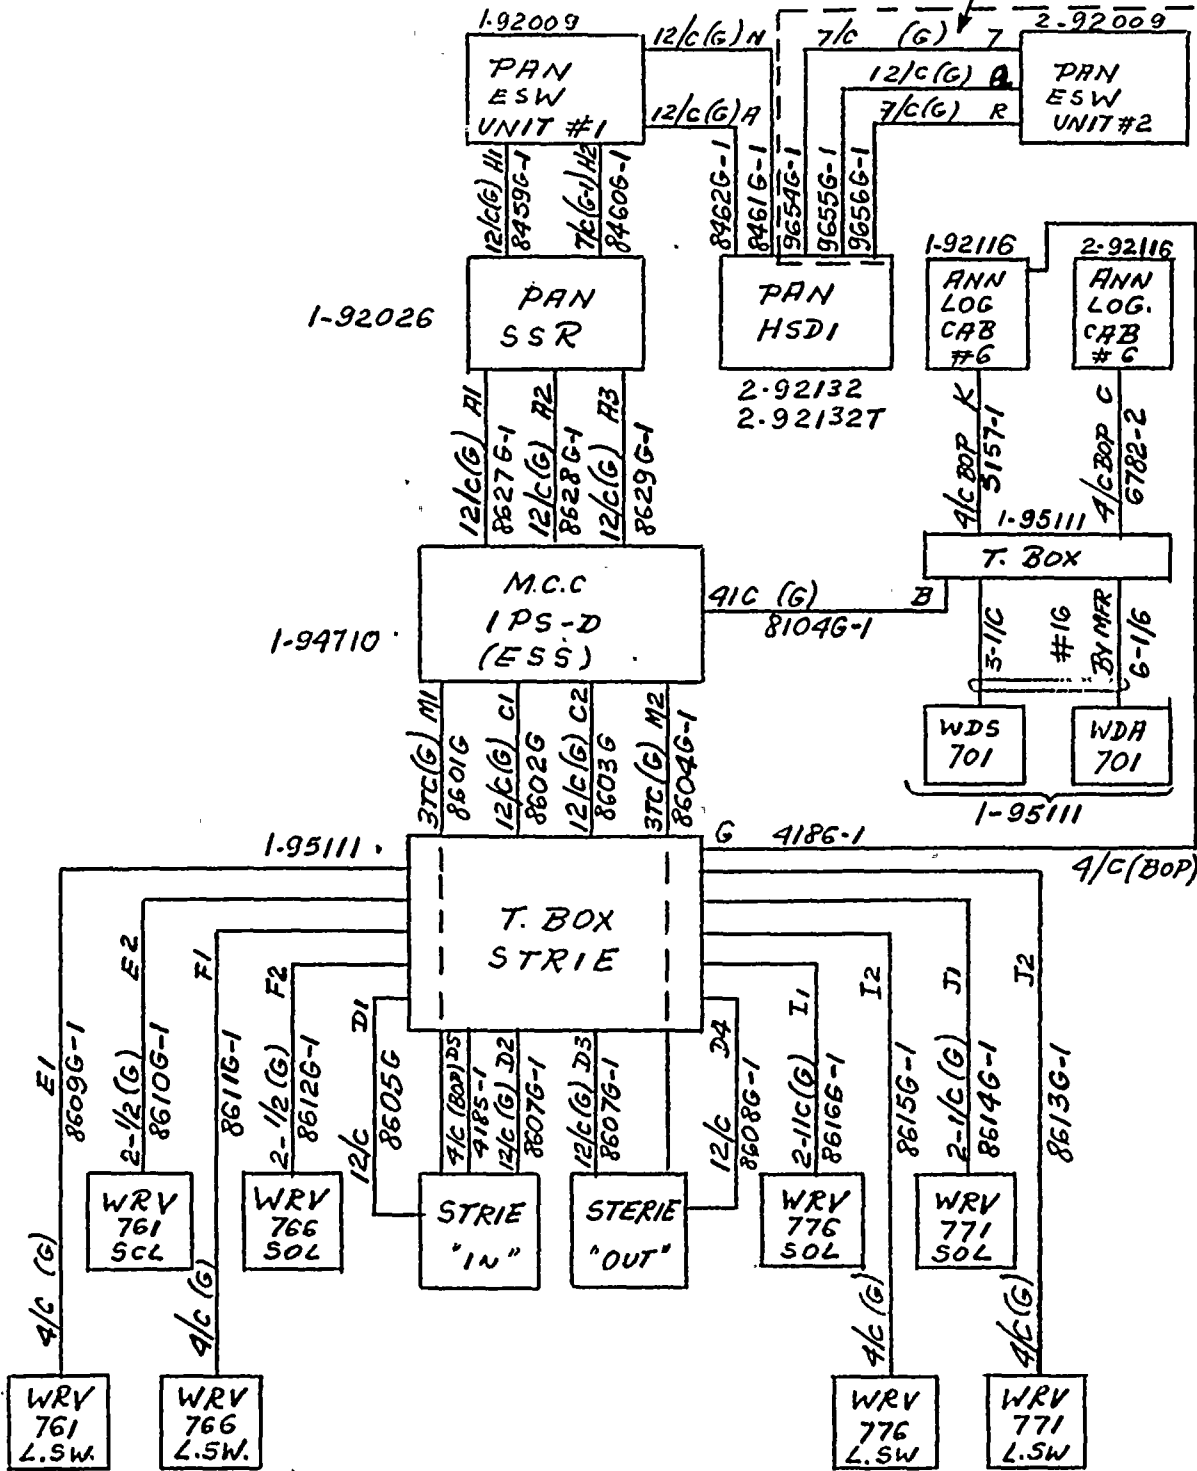 1-92009
PAN
ESW
UNIT #1
12/C(G) N
12/C(G) A
7/C (G) 7
12/C(G)
7/C(G) R
2-92009
PAN
ESW
UNIT #2
12/C(G) H1
8459G-1
7/C(G-1) H2
8460G-1
8462G-1
8461G-1
9654G-1
9655G-1
9656G-1
1-92026
PAN
SSR
PAN
HSDI
2-92132
2-92132T
1-92116
ANN
LOG
CAB
#6
2-92116
ANN
LOG.
CAB
# 6
12/C(G) A1
8627G-1
12/C(G) A2
8628G-1
12/C(G) A3
8629G-1
4/C BOP K
3157-1
4/C BOP C
6782-2
1-95111
T. BOX
1-94710
M.C.C
1PS-D
(ESS)
41C (G) B
8104G-1
3-1/C
#16
BY MFR
6-1/6
WDS
701
WDA
701
1-95111
3TC(G) M1
8601G
12/C(G) C1
8602G
12/C(G) C2
8603G
3TC(G) M2
8604G-1
1-95111
T. BOX
STRIE
G 4186-1
4/C(BOP)
E1
8609G-1
4/C (G)
E2
2-1/2(G)
8610G-1
F1
8611G-1
4/C (G)
F2
2-1/2(G)
8612G-1
D1
12/C
8605G
4/C (BOP) D5
4185-1
12/C(G) D2
8607G-1
12/C(G) D3
8607G-1
D4
12/C
8608G-1
I1
2-11C(G)
8616G-1
I2
8615G-1
4/C(G)
J1
2-1/C(G)
8614G-1
J2
8613G-1
4/C(G)
WRV
761
SCL
WRV
766
SOL
STRIE
"IN"
STERIE
"OUT"
WRV
776
SOL
WRV
771
SOL
WRV
761
L.SW.
WRV
766
L.SW.
WRV
776
L.SW
WRV
771
L.SW